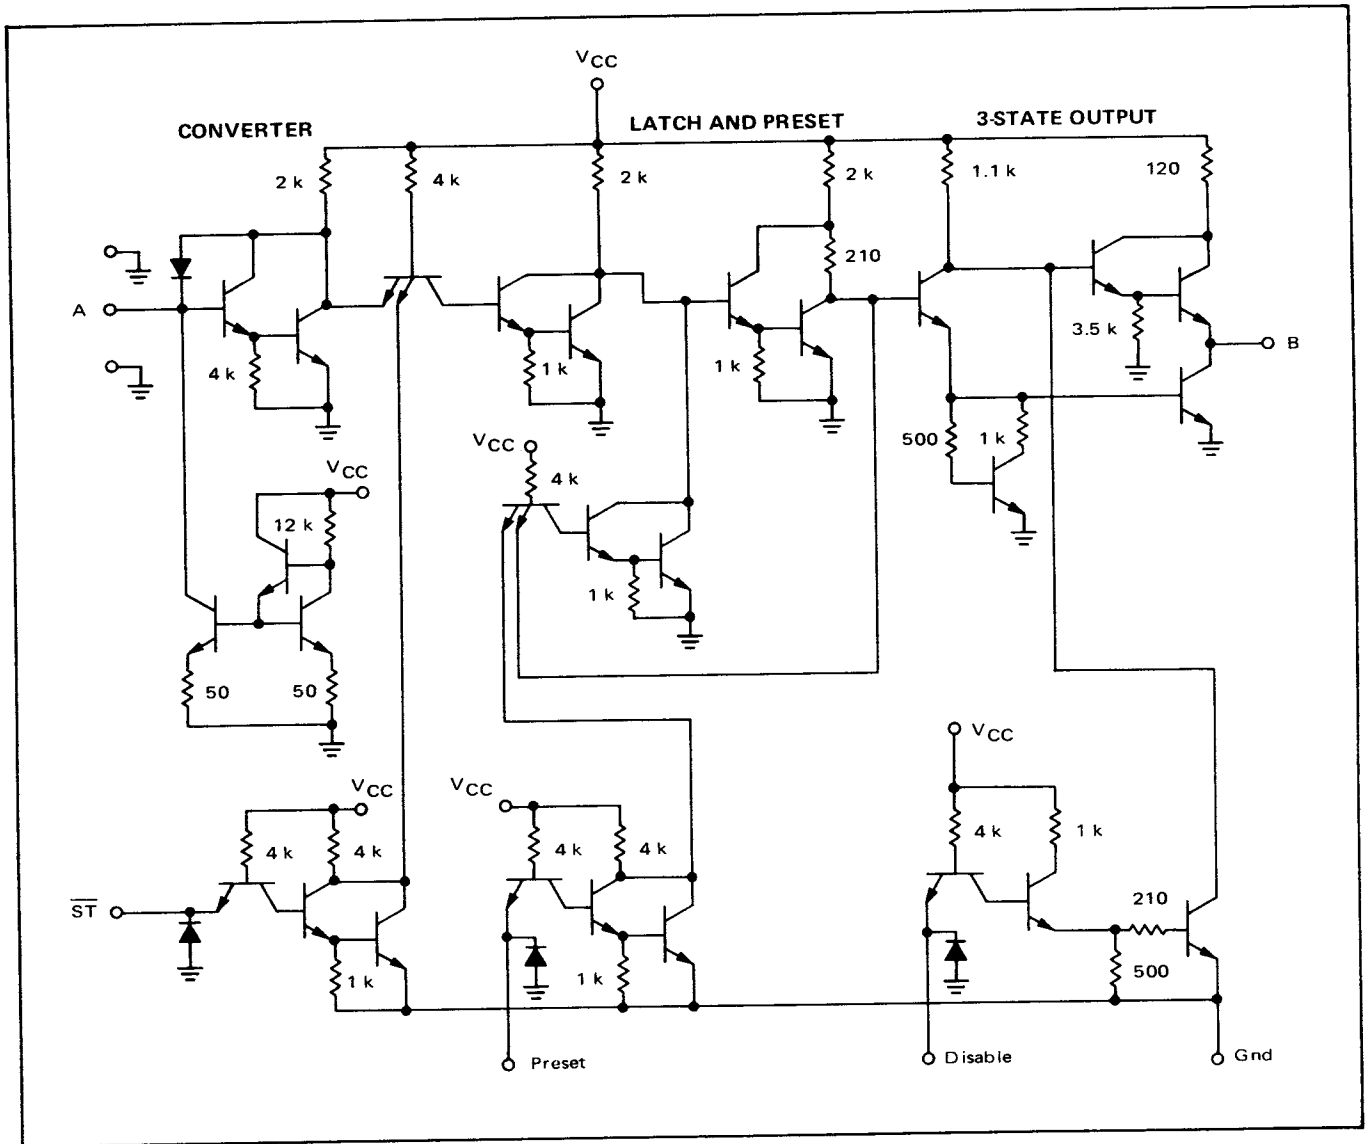 VCC
CONVERTER
LATCH AND PRESET
3-STATE OUTPUT
2 k
4 k
2 k
2 k
1.1 k
120
210
A
3.5 k
B
4 k
1 k
1 k
500
1 k
VCC
4 k
VCC
12 k
1 k
50
50
VCC
VCC
VCC
4 k
4 k
4 k
4 k
4 k
1 k
210
ST
500
1 k
1 k
Preset
Disable
Gnd